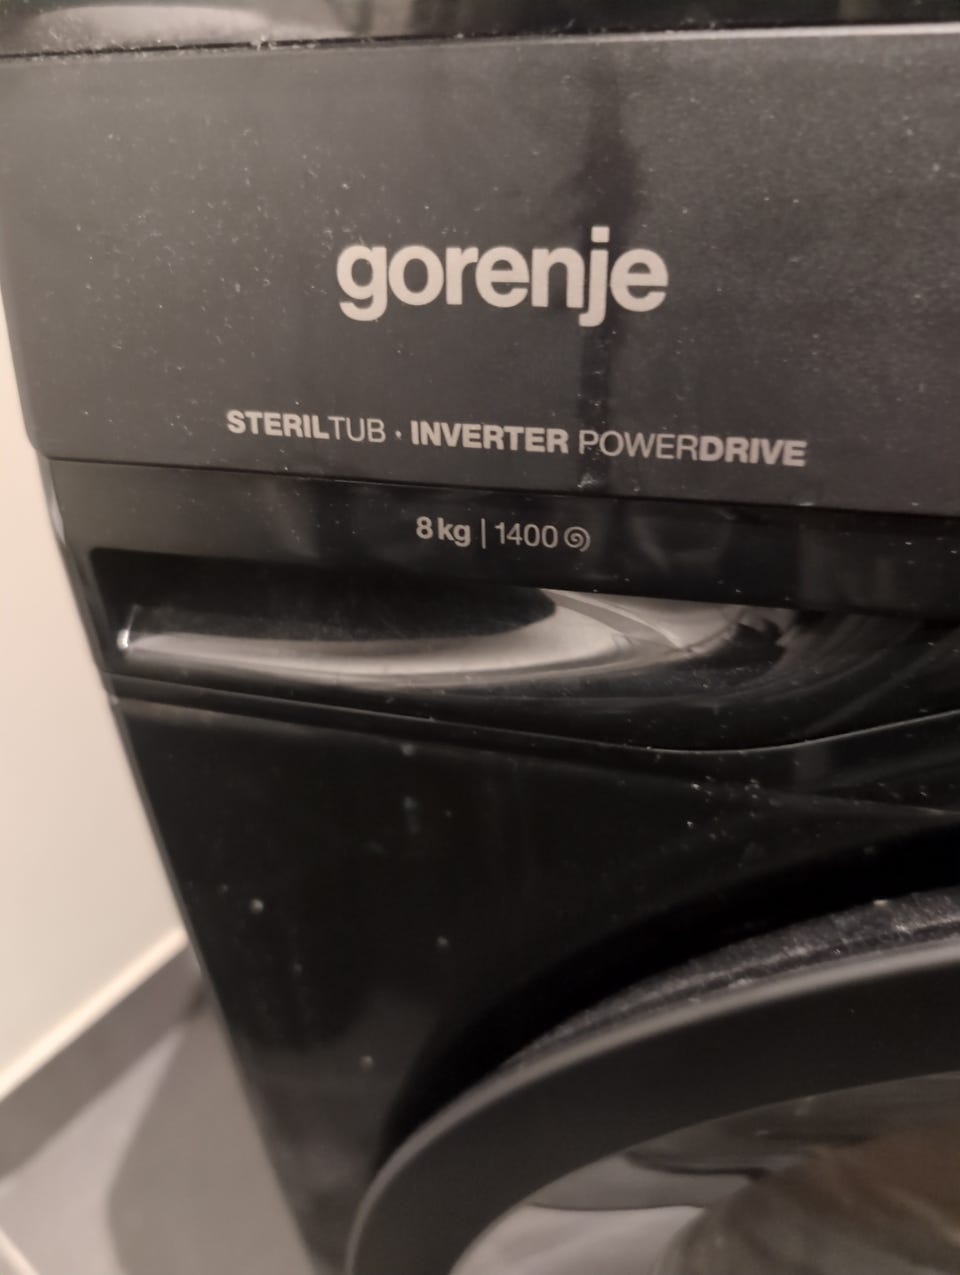 gorenje
STERILTUB · INVERTER POWERDRIVE
8 kg | 1400